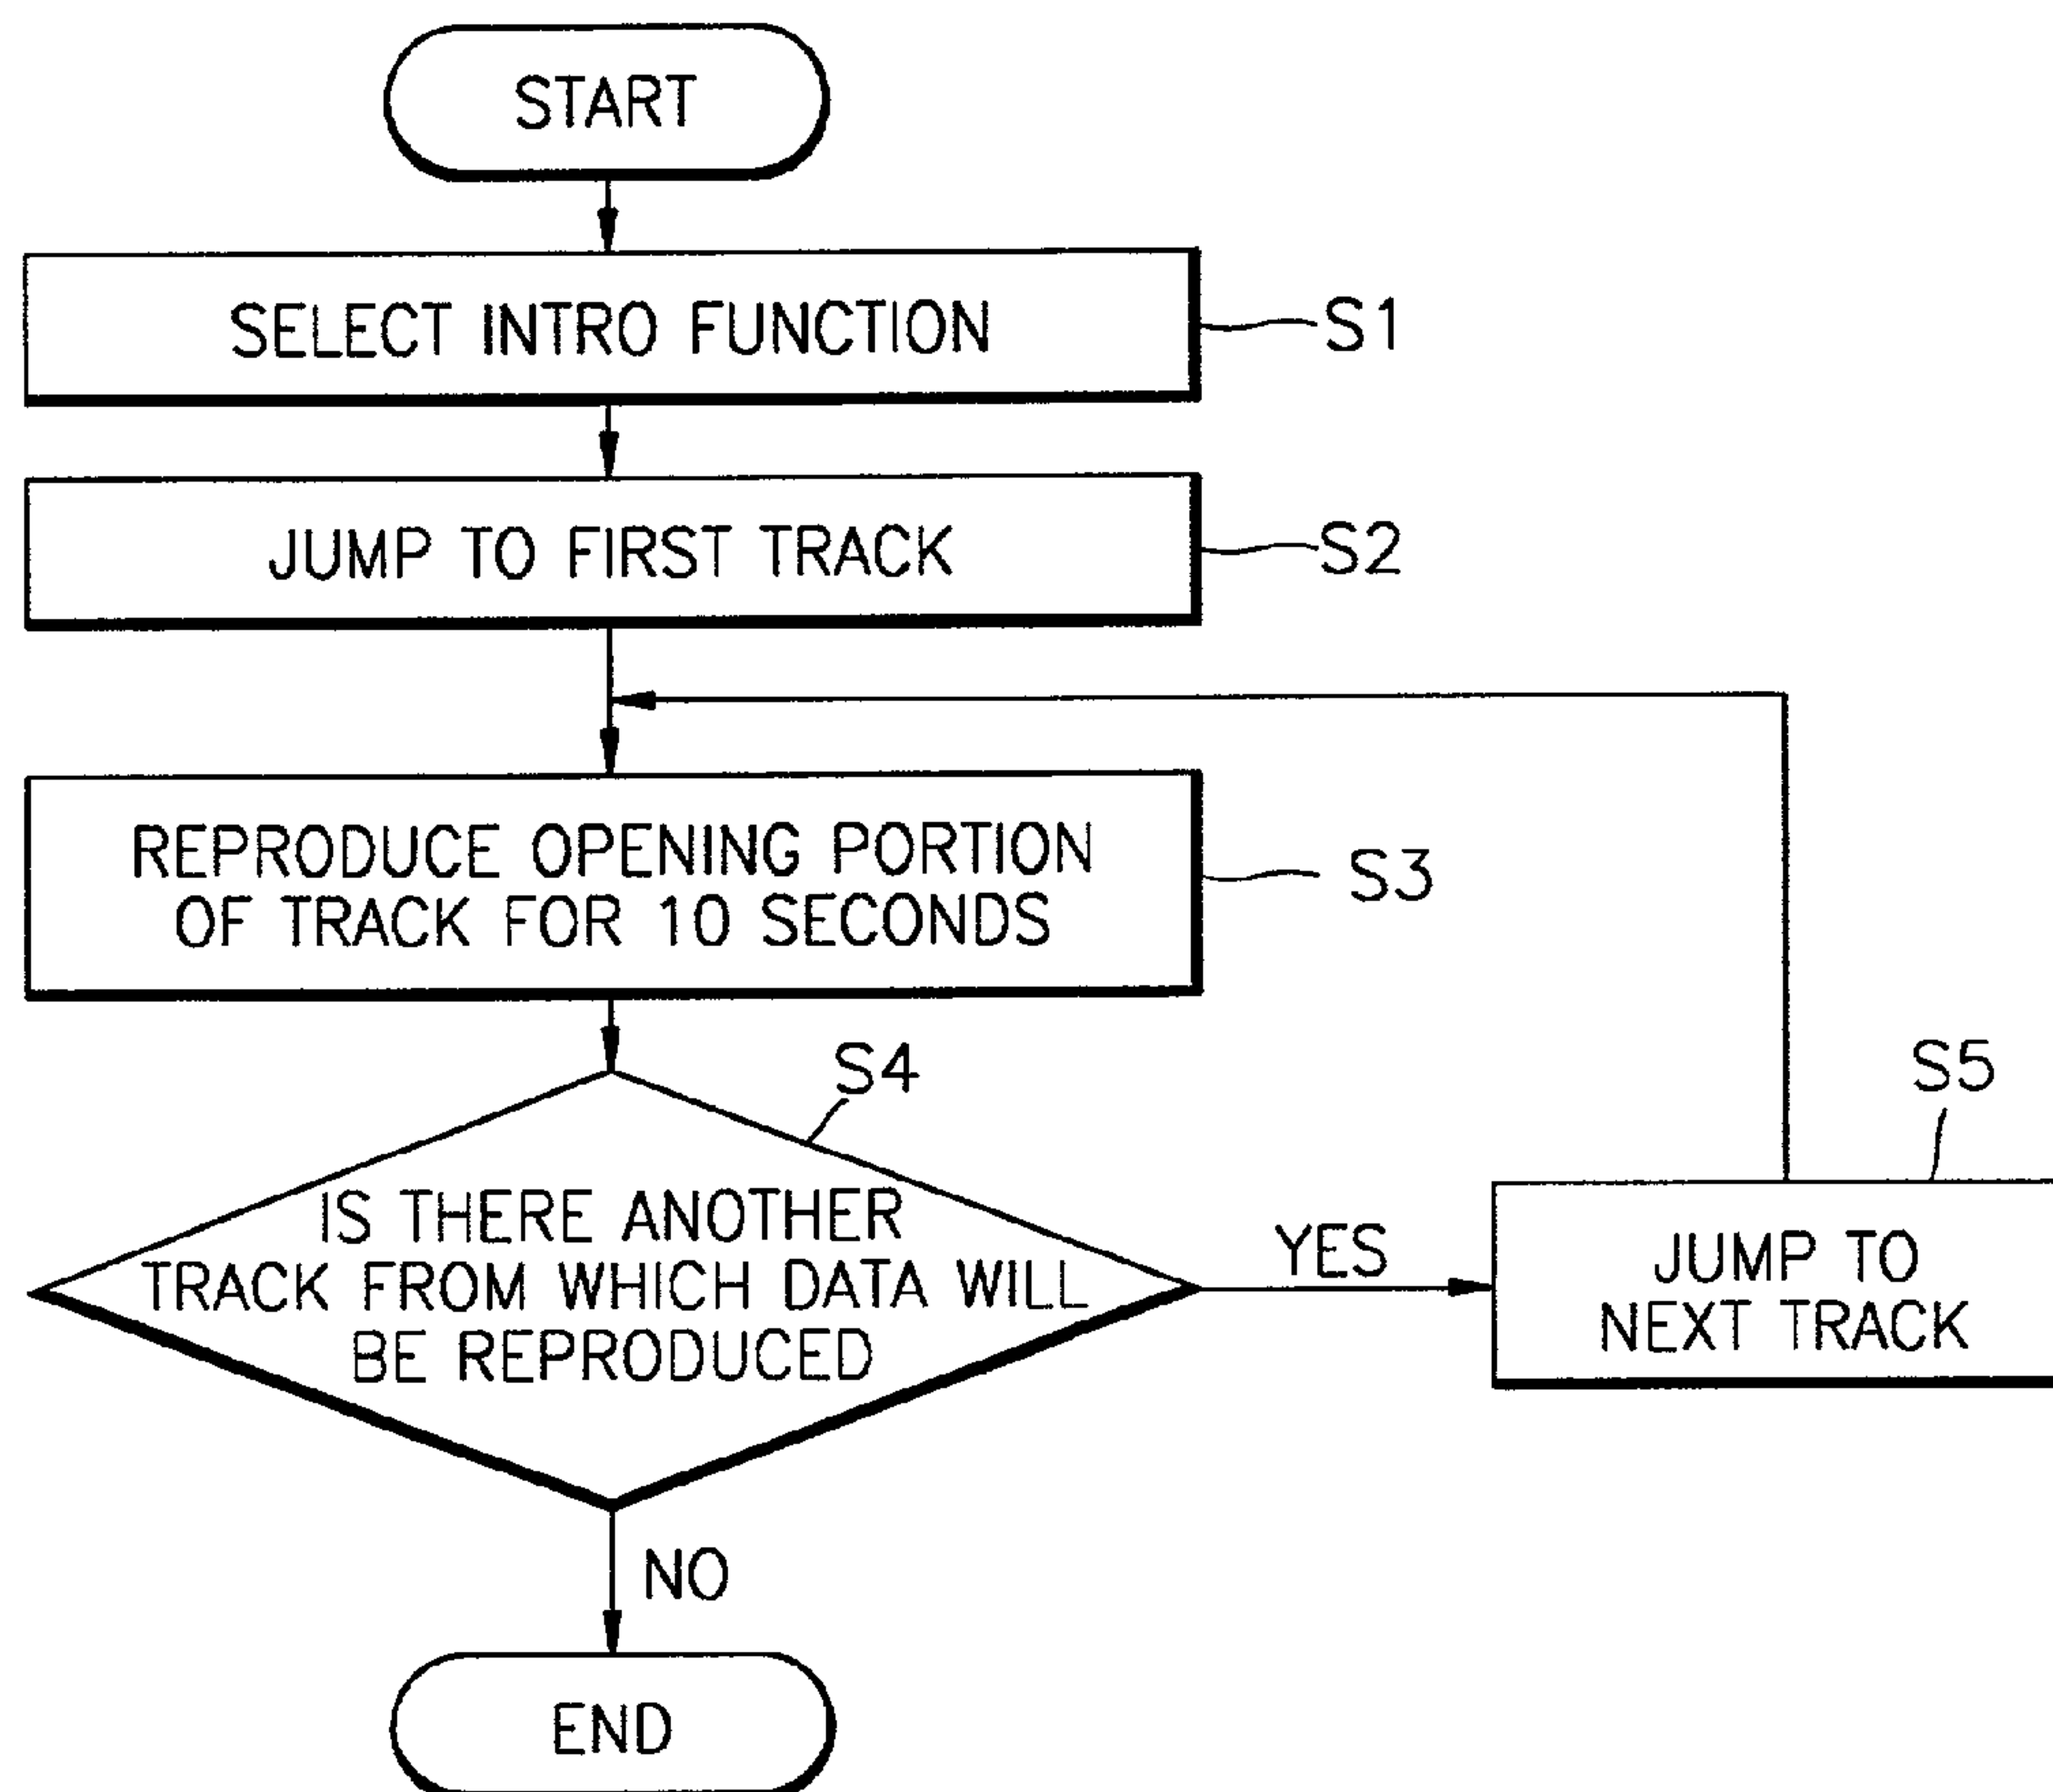 START
SELECT INTRO FUNCTION
S1
JUMP TO FIRST TRACK
S2
REPRODUCE OPENING PORTION
OF TRACK FOR 10 SECONDS
S3
S4
IS THERE ANOTHER
TRACK FROM WHICH DATA WILL
BE REPRODUCED
YES
S5
JUMP TO
NEXT TRACK
NO
END